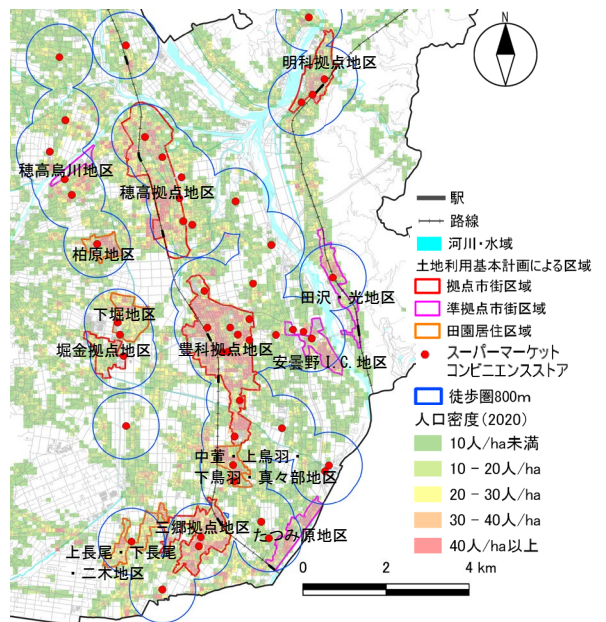 N
明科拠点地区
穂高烏川地区
穂高拠点地区
柏原地区
田沢・光地区
下堀地区
堀金拠点地区
豊科拠点地区
安曇野I.C.地区
中萱・上鳥羽・
下鳥羽・真々部地区
三郷拠点地区
たつみ原地区
上長尾・下長尾
・二木地区
駅
路線
河川・水域
土地利用基本計画による区域
拠点市街区域
準拠点市街区域
田園居住区域
スーパーマーケット
コンビニエンスストア
徒歩圏800m
人口密度(2020)
10人/ha未満
10-20人/ha
20-30人/ha
30-40人/ha
40人/ha以上
0 2 4 km